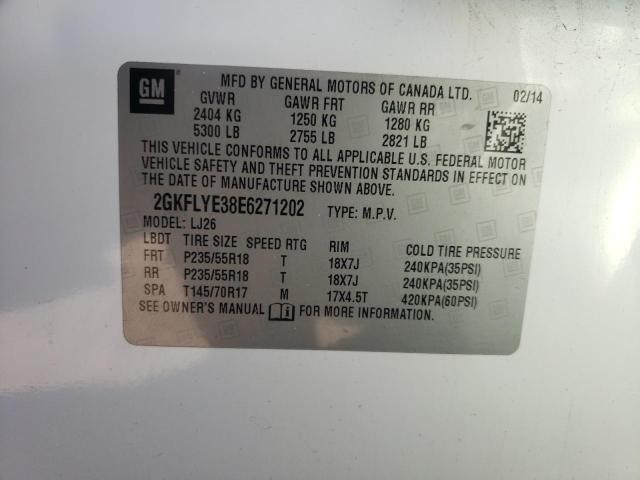 GM MFD BY GENERAL MOTORS OF CANADA LTD. 02/14
GVWR GAWR FRT GAWR RR
2404 KG 1250 KG 1280 KG
5300 LB 2755 LB 2821 LB
THIS VEHICLE CONFORMS TO ALL APPLICABLE U.S. FEDERAL MOTOR
VEHICLE SAFETY AND THEFT PREVENTION STANDARDS IN EFFECT ON
THE DATE OF MANUFACTURE SHOWN ABOVE.
2GKFLYE38E6271202 TYPE: M.P.V.
MODEL: LJ26
LBDT TIRE SIZE SPEED RTG RIM COLD TIRE PRESSURE
FRT P235/55R18 T 18X7J 240KPA(35PSI)
RR P235/55R18 T 18X7J 240KPA(35PSI)
SPA T145/70R17 M 17X4.5T 420KPA(60PSI)
SEE OWNER'S MANUAL FOR MORE INFORMATION.